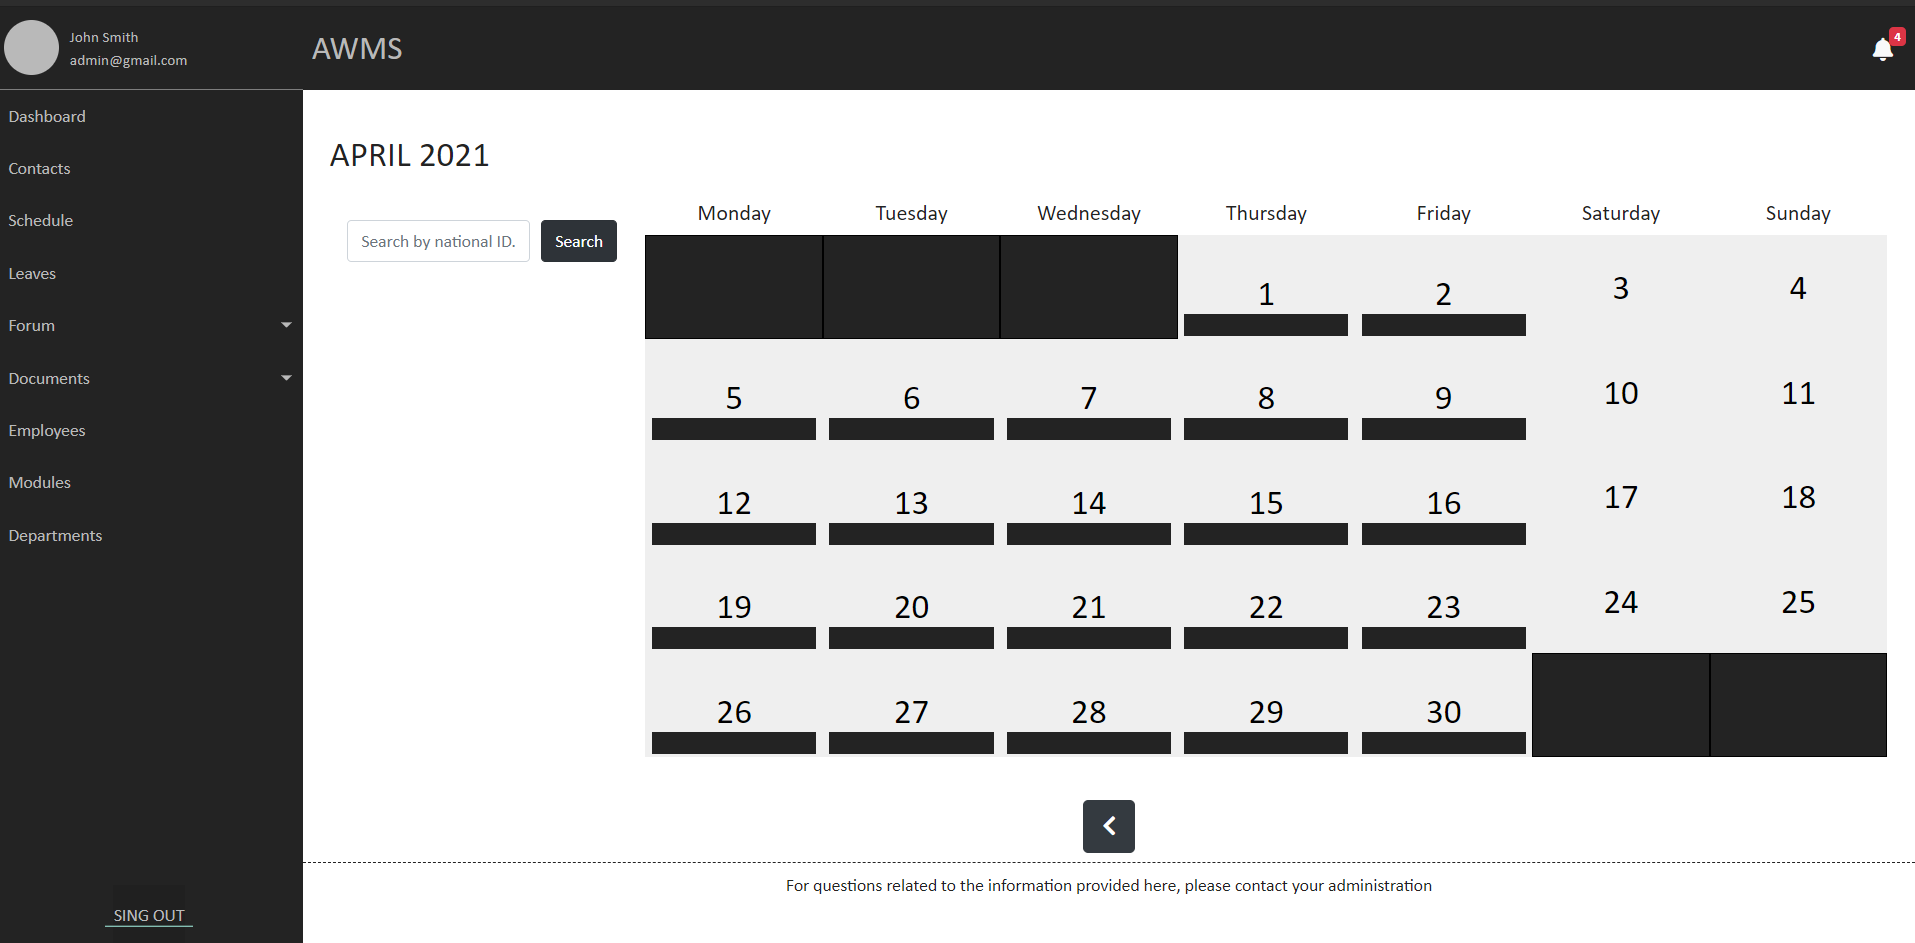 John Smith
admin@gmail.com
AWMS
4
Dashboard
Contacts
Schedule
Leaves
Forum
Documents
Employees
Modules
Departments
SING OUT
APRIL 2021
Search by national ID.
Search
Monday Tuesday Wednesday Thursday Friday Saturday Sunday
1 2 3 4
5 6 7 8 9 10 11
12 13 14 15 16 17 18
19 20 21 22 23 24 25
26 27 28 29 30
For questions related to the information provided here, please contact your administration